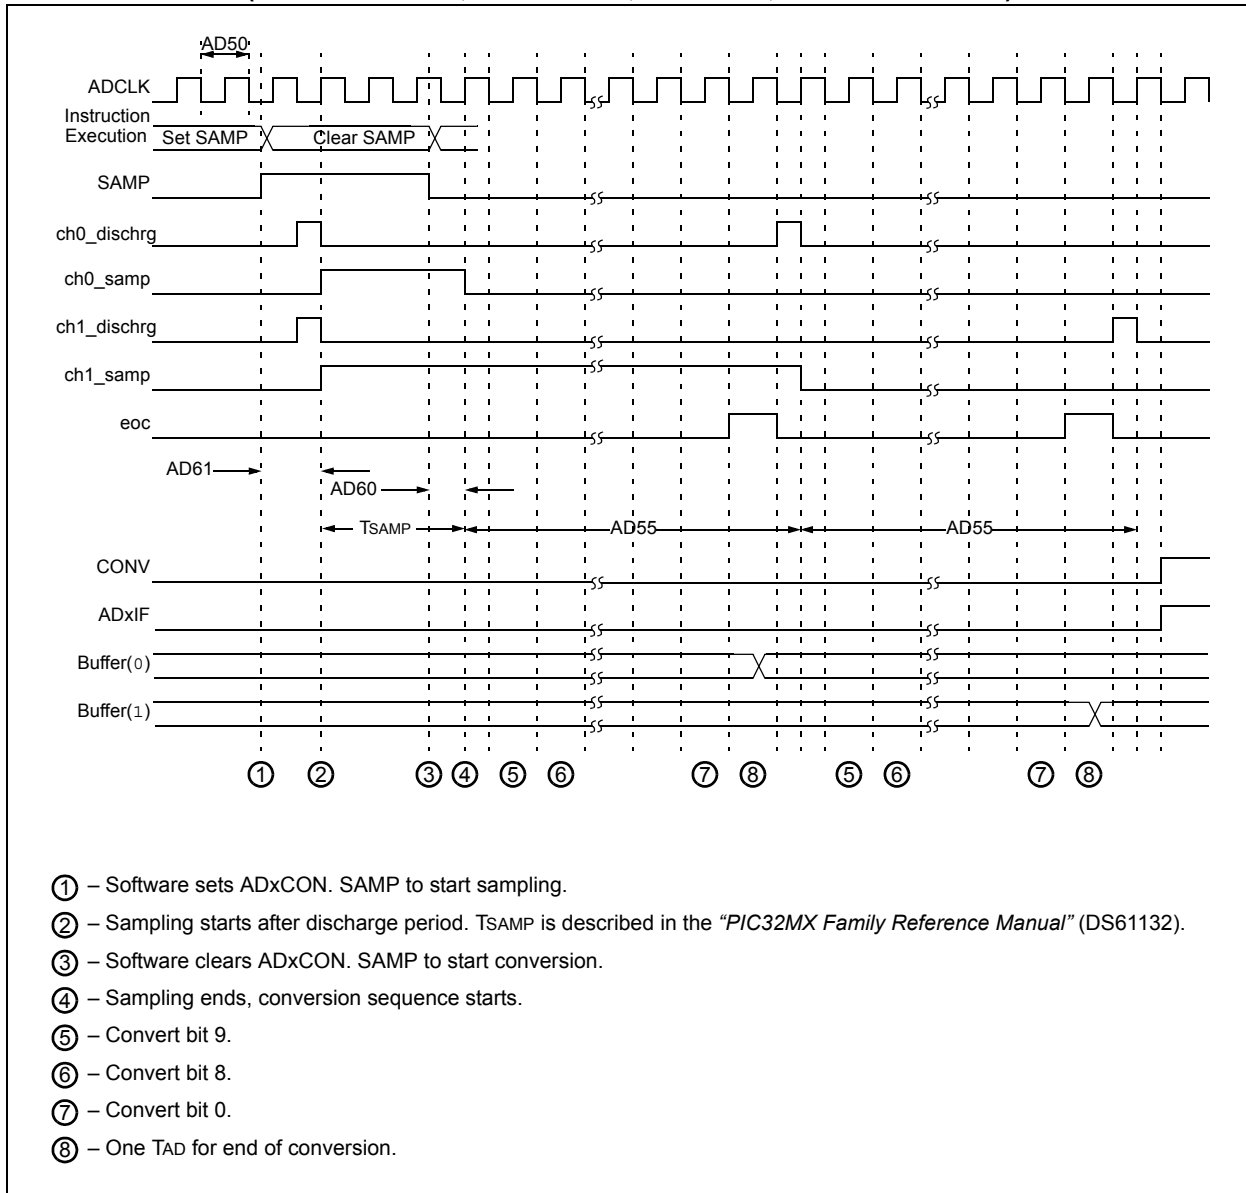 AD50
ADCLK
Instruction
Execution Set SAMP Clear SAMP
SAMP
ch0_dischrg
ch0_samp
ch1_dischrg
ch1_samp
eoc
AD61
AD60
TSAMP AD55 AD55
CONV
ADxIF
Buffer(0)
Buffer(1)
1 2 3 4 5 6 7 8 5 6 7 8
1 – Software sets ADxCON. SAMP to start sampling.
2 – Sampling starts after discharge period. TSAMP is described in the “PIC32MX Family Reference Manual” (DS61132).
3 – Software clears ADxCON. SAMP to start conversion.
4 – Sampling ends, conversion sequence starts.
5 – Convert bit 9.
6 – Convert bit 8.
7 – Convert bit 0.
8 – One TAD for end of conversion.